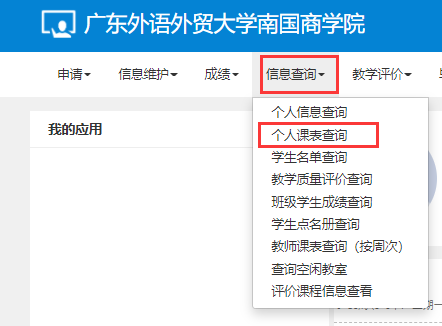 广东外语外贸大学南国商学院
申请 信息维护 成绩 信息查询 教学评价
我的应用
个人信息查询
个人课表查询
学生名单查询
教学质量评价查询
班级学生成绩查询
学生点名册查询
教师课表查询（按周次）
查询空闲教室
评价课程信息查看